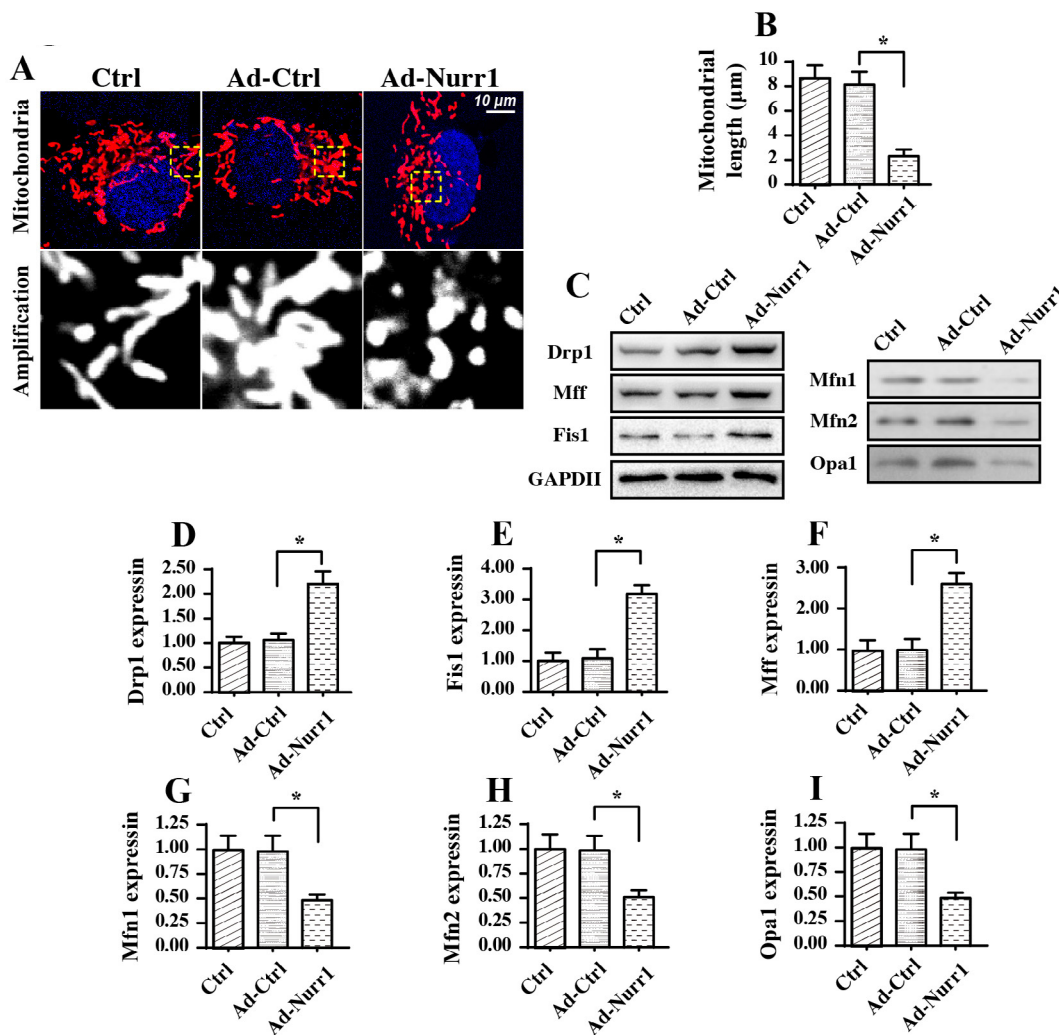 A
Ctrl
Ad-Ctrl
Ad-Nurr1
10 µm
Mitochondria
Amplification
B
*
Mitochondrial
length (µm)
10
8
6
4
2
0
Ctrl
Ad-Ctrl
Ad-Nurr1
C
Ctrl
Ad-Ctrl
Ad-Nurr1
Drp1
Mff
Fis1
GAPDII
Ctrl
Ad-Ctrl
Ad-Nurr1
Mfn1
Mfn2
Opa1
D
*
Drp1 expressin
2.50
2.00
1.50
1.00
0.50
0.00
Ctrl
Ad-Ctrl
Ad-Nurr1
E
*
Fis1 expressin
4.00
3.00
2.00
1.00
0.00
Ctrl
Ad-Ctrl
Ad-Nurr1
F
*
Mff expressin
3.00
2.00
1.00
0.00
Ctrl
Ad-Ctrl
Ad-Nurr1
G
*
Mfn1 expressin
1.25
1.00
0.75
0.50
0.25
0.00
Ctrl
Ad-Ctrl
Ad-Nurr1
H
*
Mfn2 expressin
1.25
1.00
0.75
0.50
0.25
0.00
Ctrl
Ad-Ctrl
Ad-Nurr1
I
*
Opa1 expressin
1.25
1.00
0.75
0.50
0.25
0.00
Ctrl
Ad-Ctrl
Ad-Nurr1